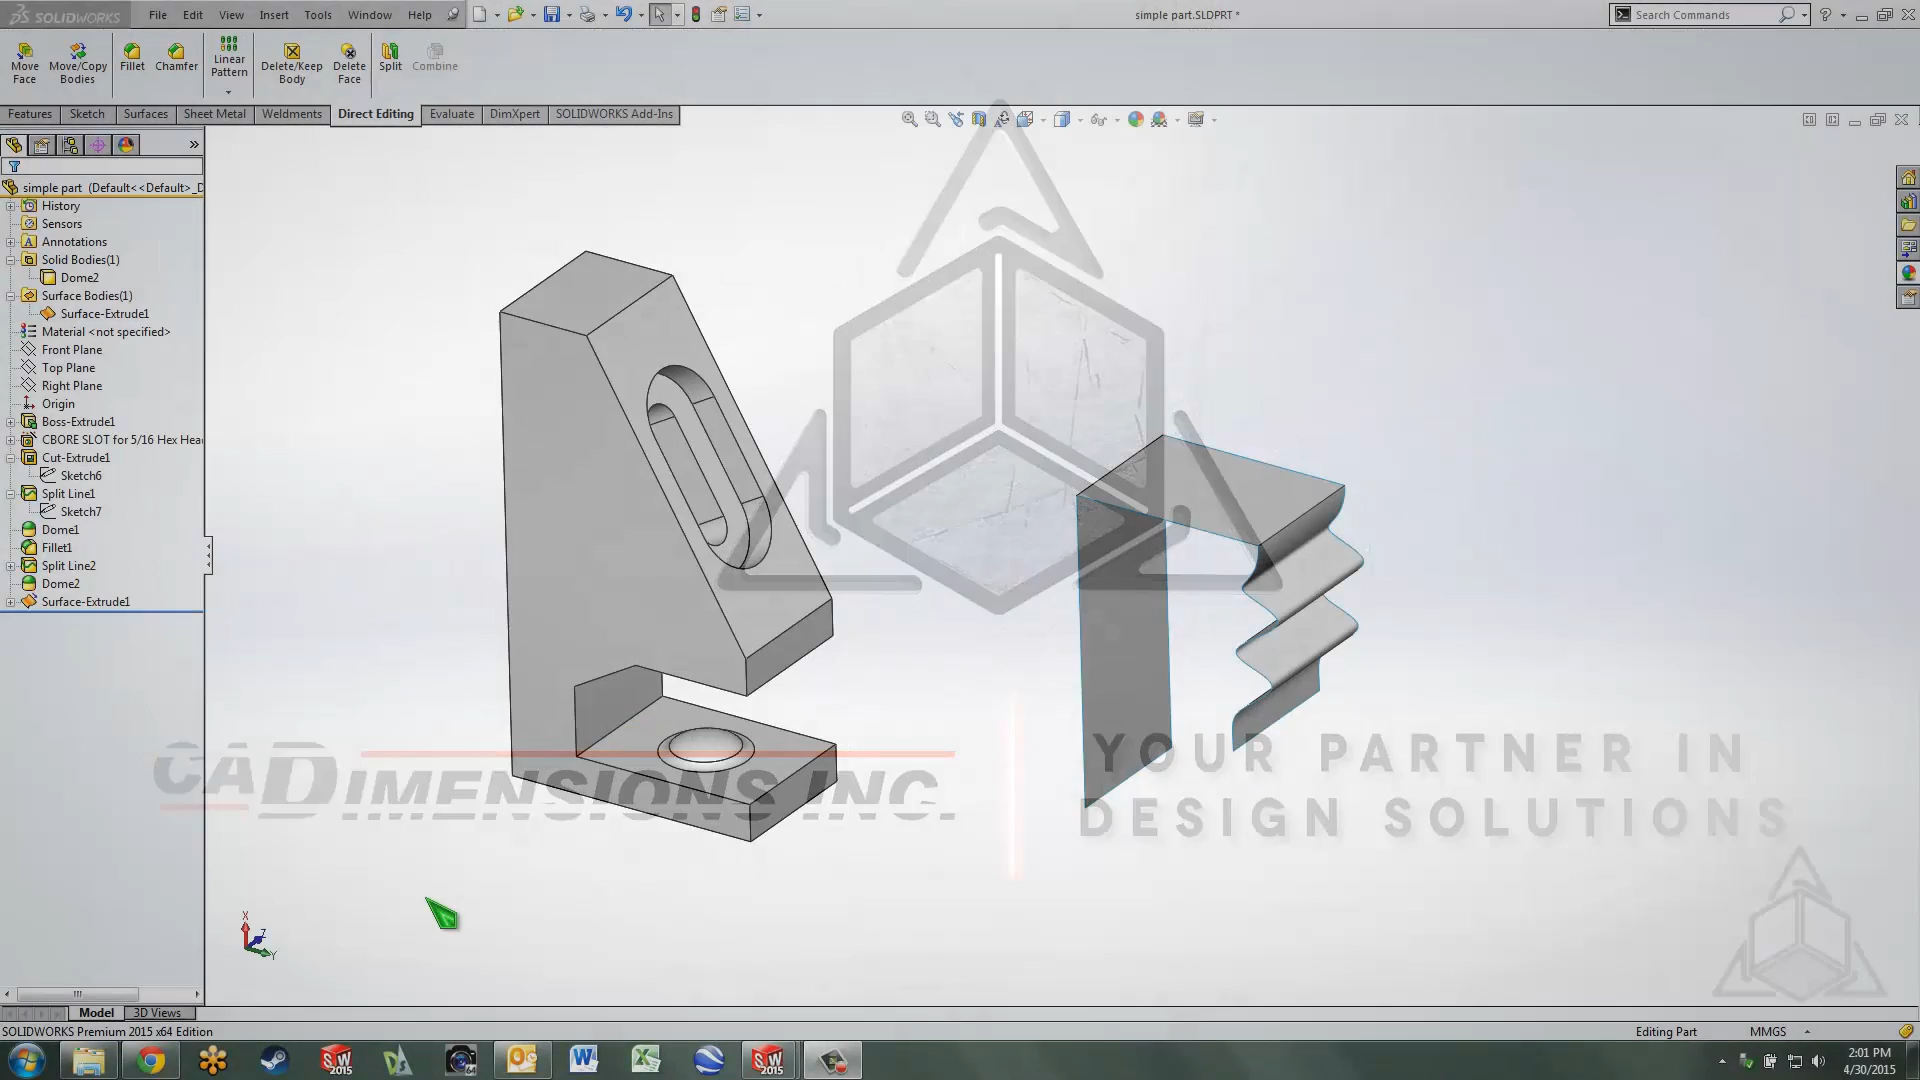 SOLIDWORKS File Edit View Insert Tools Window Help simple part.SLDPRT * Search Commands
Move Face Move/Copy Bodies Fillet Chamfer Linear Pattern Delete/Keep Body Delete Face Split Combine
Features Sketch Surfaces Sheet Metal Weldments Direct Editing Evaluate DimXpert SOLIDWORKS Add-Ins
simple part (Default<<Default>_D
History
Sensors
Annotations
Solid Bodies(1)
Dome2
Surface Bodies(1)
Surface-Extrude1
Material <not specified>
Front Plane
Top Plane
Right Plane
Origin
Boss-Extrude1
CBORE SLOT for 5/16 Hex Hea
Cut-Extrude1
Sketch6
Split Line1
Sketch7
Dome1
Fillet1
Split Line2
Dome2
Surface-Extrude1
CADIMENSIONS INC.
YOUR PARTNER IN
DESIGN SOLUTIONS
X
Z
Y
Model 3D Views
SOLIDWORKS Premium 2015 x64 Edition Editing Part MMGS
SW 2015 64 SW 2015 2:01 PM
4/30/2015